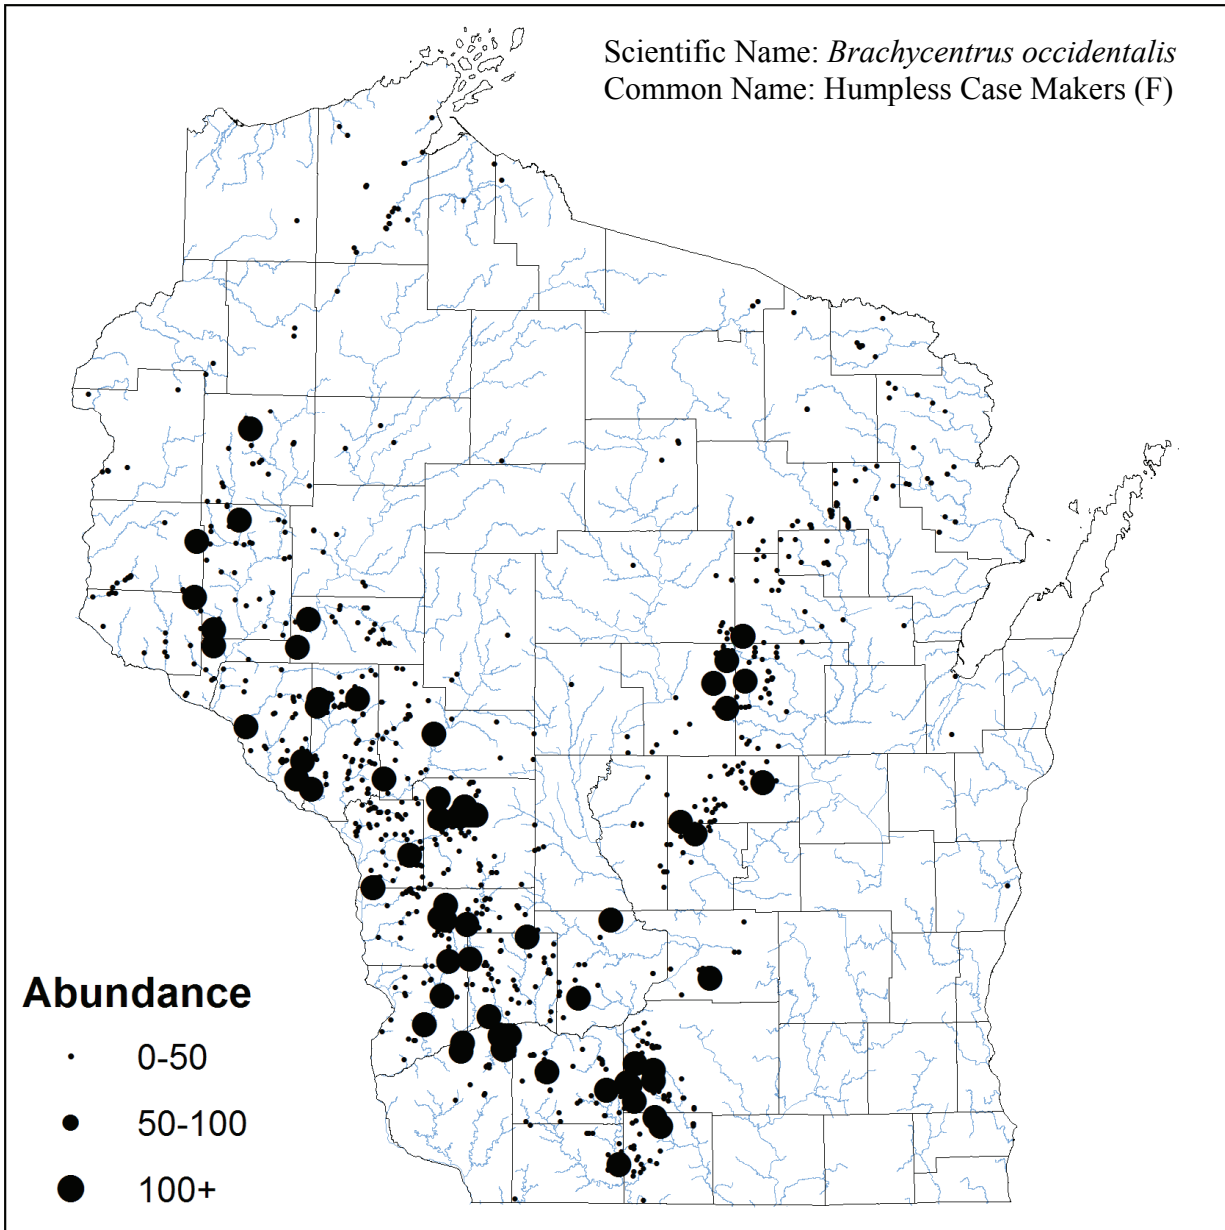 Scientific Name: Brachycentrus occidentalis
Common Name: Humpless Case Makers (F)
Abundance
0-50
50-100
100+